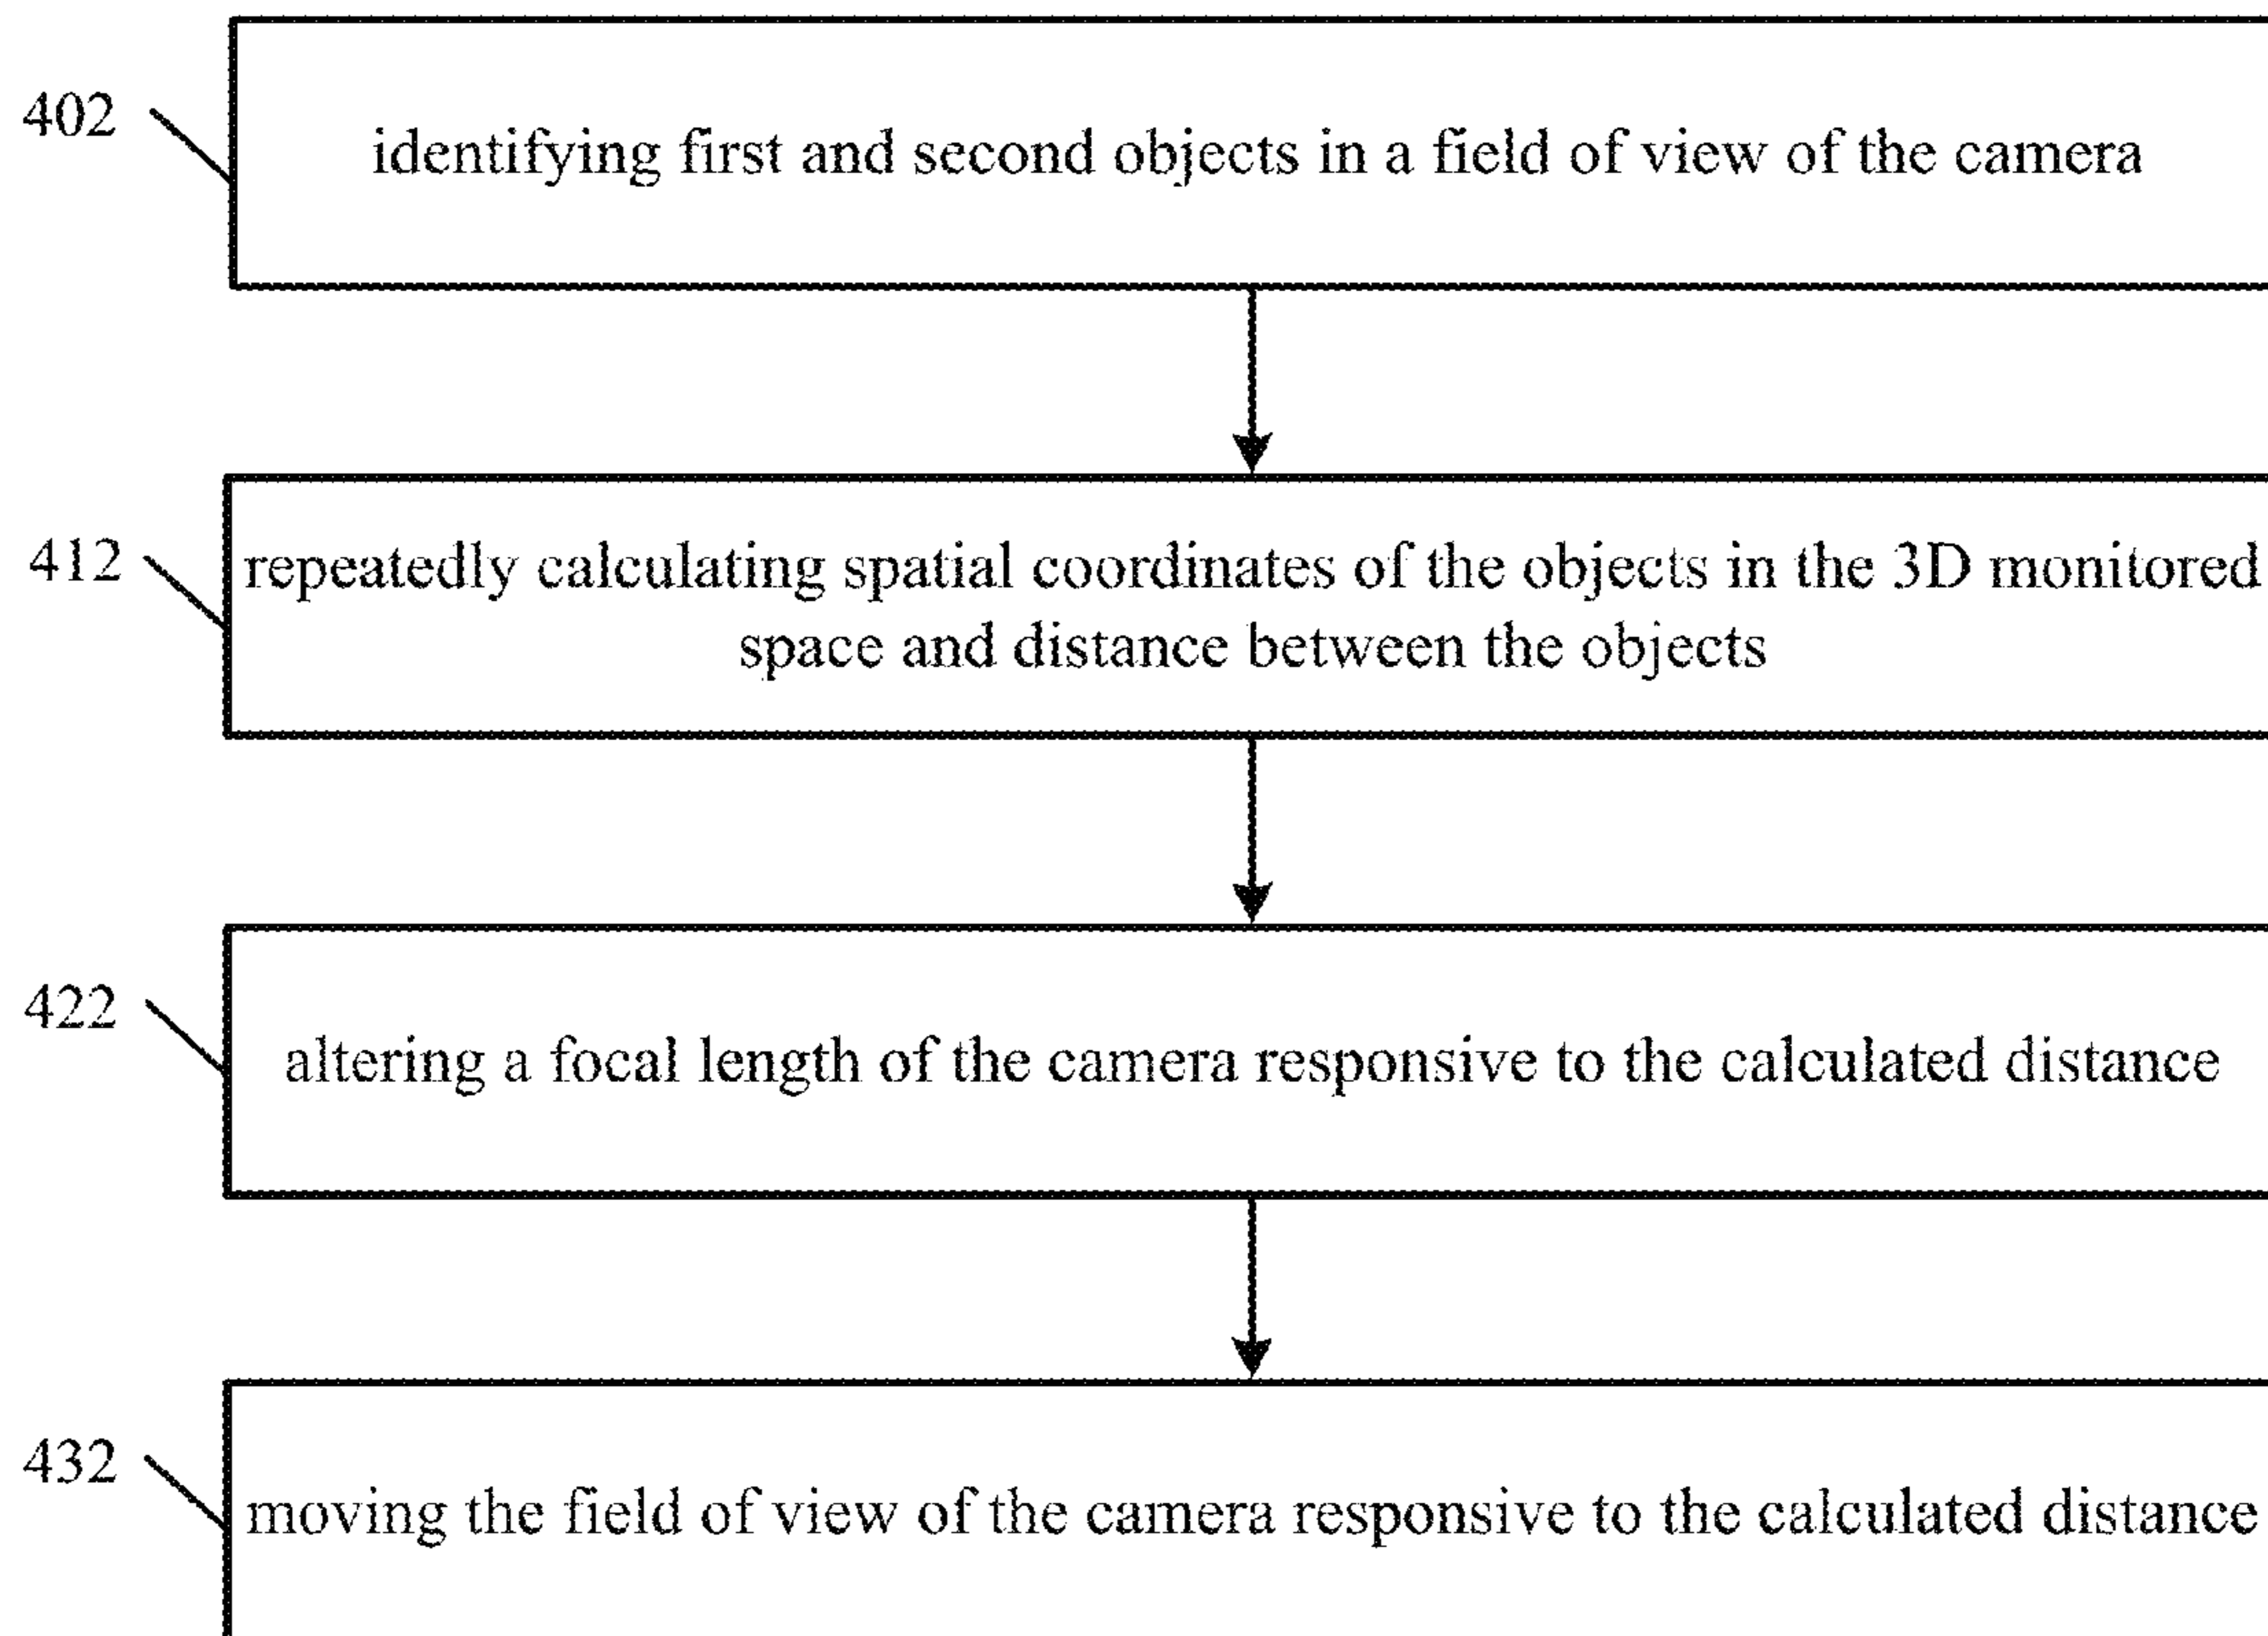 402
identifying first and second objects in a field of view of the camera
412
repeatedly calculating spatial coordinates of the objects in the 3D monitored
space and distance between the objects
422
altering a focal length of the camera responsive to the calculated distance
432
moving the field of view of the camera responsive to the calculated distance